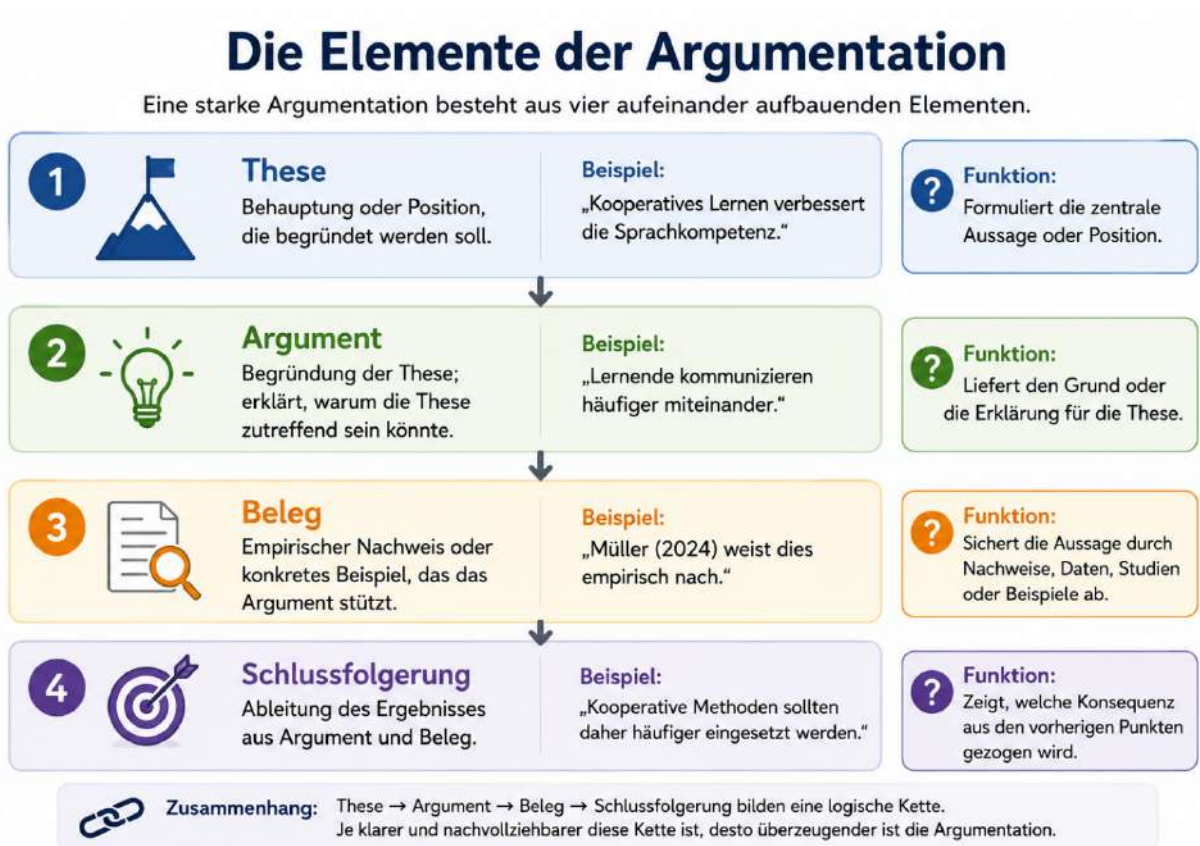 Die Elemente der Argumentation
Eine starke Argumentation besteht aus vier aufeinander aufbauenden Elementen.
1
These
Behauptung oder Position,
die begründet werden soll.
Beispiel:
„Kooperatives Lernen verbessert
die Sprachkompetenz.“
?
Funktion:
Formuliert die zentrale
Aussage oder Position.
2
Argument
Begründung der These;
erklärt, warum die These
zutreffend sein könnte.
Beispiel:
„Lernende kommunizieren
häufiger miteinander.“
?
Funktion:
Liefert den Grund oder
die Erklärung für die These.
3
Beleg
Empirischer Nachweis oder
konkretes Beispiel, das das
Argument stützt.
Beispiel:
„Müller (2024) weist dies
empirisch nach.“
?
Funktion:
Sichert die Aussage durch
Nachweise, Daten, Studien
oder Beispiele ab.
4
Schlussfolgerung
Ableitung des Ergebnisses
aus Argument und Beleg.
Beispiel:
„Kooperative Methoden sollten
daher häufiger eingesetzt werden.“
?
Funktion:
Zeigt, welche Konsequenz
aus den vorherigen Punkten
gezogen wird.
Zusammenhang: These → Argument → Beleg → Schlussfolgerung bilden eine logische Kette.
Je klarer und nachvollziehbarer diese Kette ist, desto überzeugender ist die Argumentation.